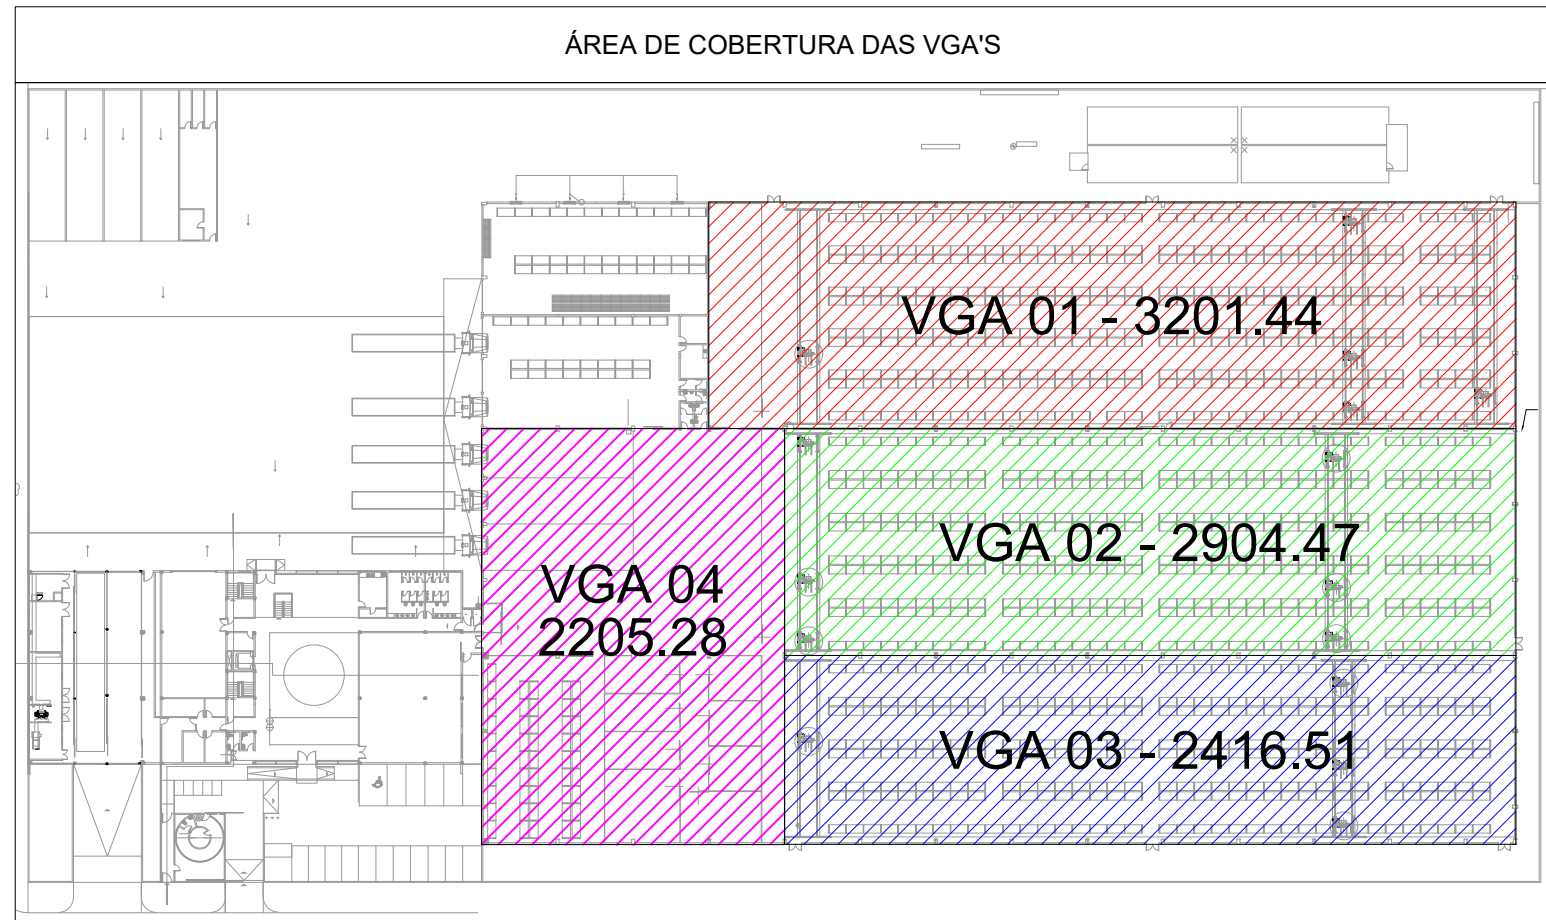 ÁREA DE COBERTURA DAS VGA'S
VGA 01 - 3201.44
VGA 02 - 2904.47
VGA 04
2205.28
VGA 03 - 2416.51